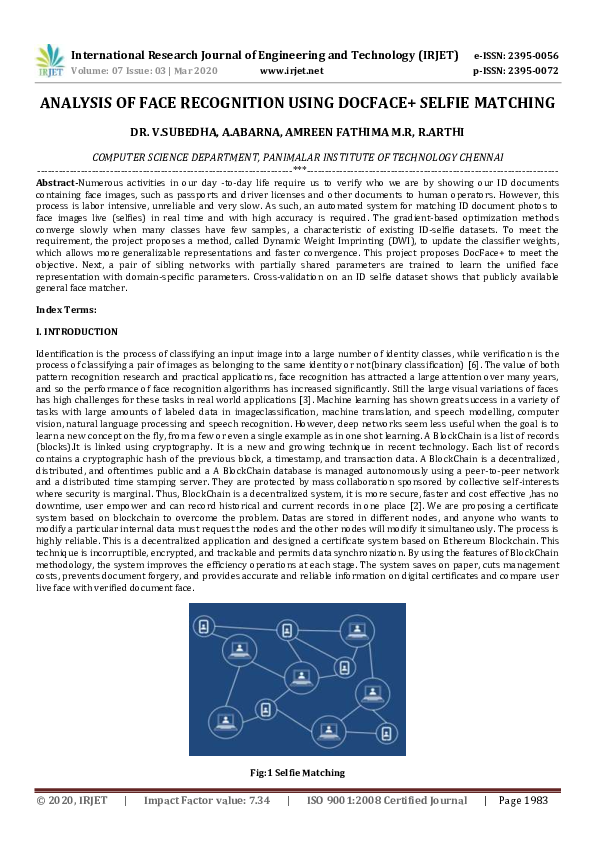 International Research Journal of Engineering and Technology (IRJET) e-ISSN: 2395-0056
IRJET Volume: 07 Issue: 03 | Mar 2020 www.irjet.net p-ISSN: 2395-0072
ANALYSIS OF FACE RECOGNITION USING DOCFACE+ SELFIE MATCHING
DR. V.SUBEDHA, A.ABARNA, AMREEN FATHIMA M.R, R.ARTHI
COMPUTER SCIENCE DEPARTMENT, PANIMALAR INSTITUTE OF TECHNOLOGY CHENNAI
---------------------------------------------------------------------***---------------------------------------------------------------------
Abstract-Numerous activities in our day -to-day life require us to verify who we are by showing our ID documents
containing face images, such as passports and driver licenses and other documents to human operators. However, this
process is labor intensive, unreliable and very slow. As such, an automated system for matching ID document photos to
face images live (selfies) in real time and with high accuracy is required. The gradient-based optimization methods
converge slowly when many classes have few samples, a characteristic of existing ID-selfie datasets. To meet the
requirement, the project proposes a method, called Dynamic Weight Imprinting (DWI), to update the classifier weights,
which allows more generalizable representations and faster convergence. This project proposes DocFace+ to meet the
objective. Next, a pair of sibling networks with partially shared parameters are trained to learn the unified face
representation with domain-specific parameters. Cross-validation on an ID selfie dataset shows that publicly available
general face matcher.
Index Terms:
I. INTRODUCTION
Identification is the process of classifying an input image into a large number of identity classes, while verification is the
process of classifying a pair of images as belonging to the same identity or not(binary classification) [6]. The value of both
pattern recognition research and practical applications, face recognition has attracted a large attention over many years,
and so the performance of face recognition algorithms has increased significantly. Still the large visual variations of faces
has high challenges for these tasks in real world applications [3]. Machine learning has shown great success in a variety of
tasks with large amounts of labeled data in imageclassification, machine translation, and speech modelling, computer
vision, natural language processing and speech recognition. However, deep networks seem less useful when the goal is to
learn a new concept on the fly, from a few or even a single example as in one shot learning. A BlockChain is a list of records
(blocks).It is linked using cryptography. It is a new and growing technique in recent technology. Each list of records
contains a cryptographic hash of the previous block, a timestamp, and transaction data. A BlockChain is a decentralized,
distributed, and oftentimes public and a A BlockChain database is managed autonomously using a peer-to-peer network
and a distributed time stamping server. They are protected by mass collaboration sponsored by collective self-interests
where security is marginal. Thus, BlockChain is a decentralized system, it is more secure, faster and cost effective ,has no
downtime, user empower and can record historical and current records in one place [2]. We are proposing a certificate
system based on blockchain to overcome the problem. Datas are stored in different nodes, and anyone who wants to
modify a particular internal data must request the nodes and the other nodes will modify it simultaneously. The process is
highly reliable. This is a decentralized application and designed a certificate system based on Ethereum Blockchain. This
technique is incorruptible, encrypted, and trackable and permits data synchronization. By using the features of BlockChain
methodology, the system improves the efficiency operations at each stage. The system saves on paper, cuts management
costs, prevents document forgery, and provides accurate and reliable information on digital certificates and compare user
live face with verified document face.
Fig:1 Selfie Matching
© 2020, IRJET | Impact Factor value: 7.34 | ISO 9001:2008 Certified Journal | Page 1983